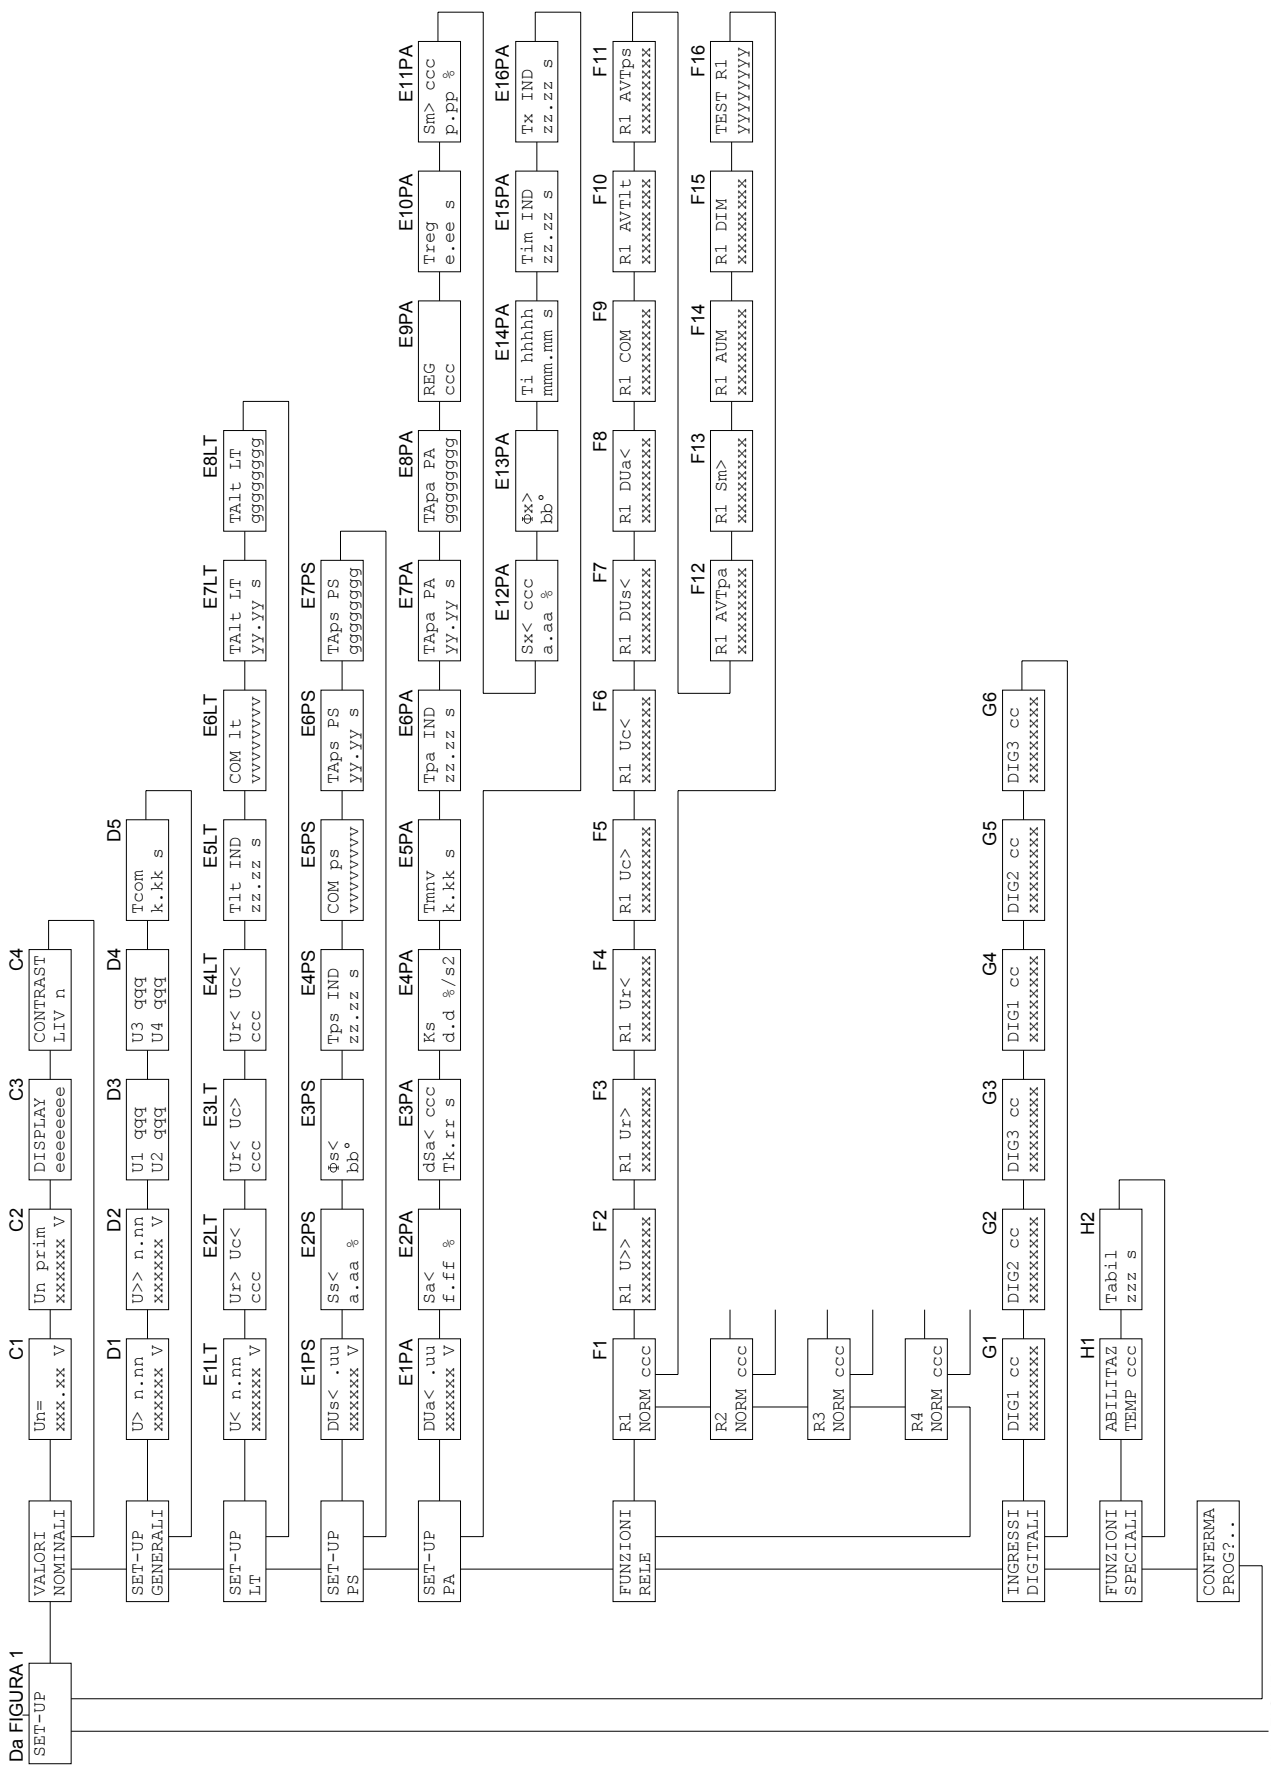 Da FIGURA 1
SET-UP
VALORI
NOMINALI
C1
Un=
xxx.xx V
C2
Un prim
xxxxxx V
C3
DISPLAY
eeeeeeee
C4
CONTRAST
LIV n
SET-UP
GENERALI
D1
U> n.nn
xxxxxx V
D2
U>> n.nn
xxxxxx V
D3
U1 qqq
U2 qqq
D4
U3 qqq
U4 qqq
D5
Tcom
k.kk s
SET-UP
LT
E1LT
U< n.nn
xxxxxx V
E2LT
Ur> Uc<
ccc
E3LT
Ur< Uc>
ccc
E4LT
Ur< Uc<
ccc
E5LT
Tlt IND
zz.zz s
E6LT
COM lt
vvvvvvvv
E7LT
TAlt LT
yy.yy s
E8LT
TAlt LT
gggggggg
SET-UP
PS
E1PS
DUs< .uu
xxxxxx V
E2PS
Ss<
a.aa %
E3PS
Φs<
bb°
E4PS
Tps IND
zz.zz s
E5PS
COM ps
vvvvvvvv
E6PS
TAps PS
yy.yy s
E7PS
TAps PS
gggggggg
SET-UP
PA
E1PA
DUa< .uu
xxxxxx V
E2PA
Sa<
f.ff %
E3PA
dSa< ccc
Tk.rr s
E4PA
Ks
d.d %/s2
E5PA
Tmnv
k.kk s
E6PA
Tpa IND
zz.zz s
E7PA
TApa PA
yy.yy s
E8PA
TApa PA
gggggggg
E9PA
REG
ccc
E10PA
Treg
e.ee s
E11PA
Sm> ccc
p.pp %
E12PA
Sx< ccc
a.aa %
E13PA
Φx>
bb°
E14PA
Ti hhhhh
mmm.mm s
E15PA
Tim IND
zz.zz s
E16PA
Tx IND
zz.zz s
FUNZIONI
RELE
F1
R1
NORM ccc
F2
R1 U>>
xxxxxxxx
F3
R1 Ur>
xxxxxxxx
F4
R1 Ur<
xxxxxxxx
F5
R1 Uc>
xxxxxxxx
F6
R1 Uc<
xxxxxxxx
F7
R1 DUs<
xxxxxxxx
F8
R1 DUa<
xxxxxxxx
F9
R1 COM
xxxxxxxx
F10
R1 AVTlt
xxxxxxxx
F11
R1 AVTps
xxxxxxxx
F12
R1 AVTpa
xxxxxxxx
F13
R1 Sm>
xxxxxxxx
F14
R1 AUM
xxxxxxxx
F15
R1 DIM
xxxxxxxx
F16
TEST R1
yyyyyyyy
R2
NORM ccc
R3
NORM ccc
R4
NORM ccc
INGRESSI
DIGITALI
G1
DIG1 cc
xxxxxxxx
G2
DIG2 cc
xxxxxxxx
G3
DIG3 cc
xxxxxxxx
G4
DIG1 cc
xxxxxxxx
G5
DIG2 cc
xxxxxxxx
G6
DIG3 cc
xxxxxxxx
FUNZIONI
SPECIALI
H1
ABILITAZ
TEMP ccc
H2
Tabil
zzz s
CONFERMA
PROG?...